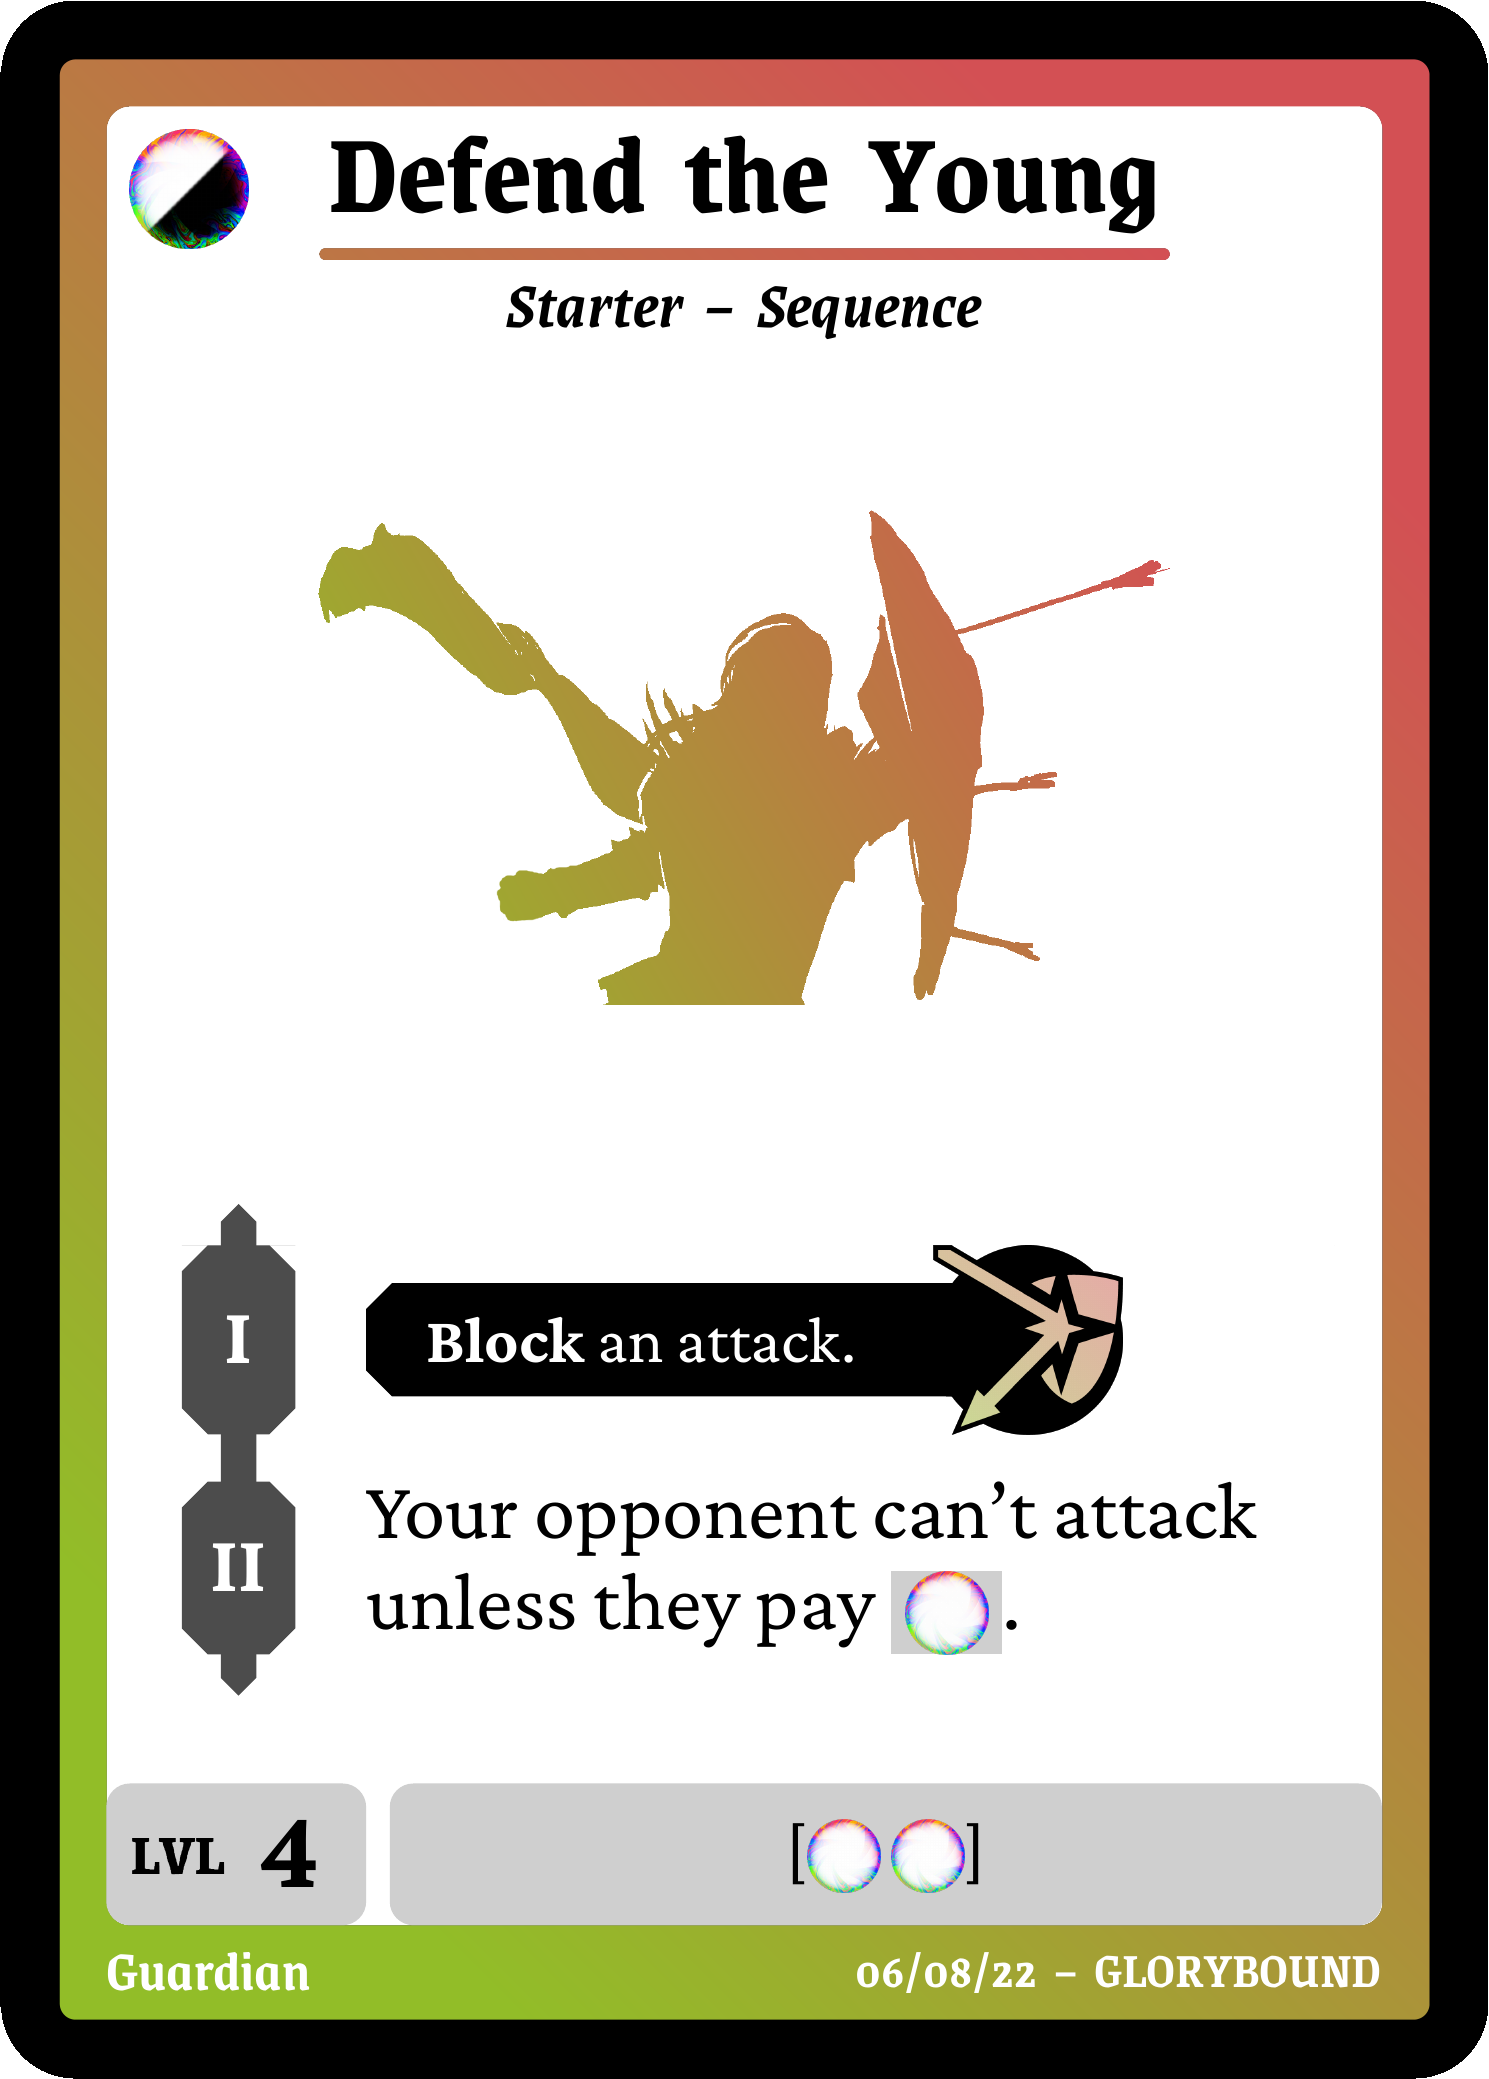 Defend the Young
Starter – Sequence
I
Block an attack.
II
Your opponent can’t attack
unless they pay .
LVL 4
[ ]
Guardian
06/08/22 – GLORYBOUND